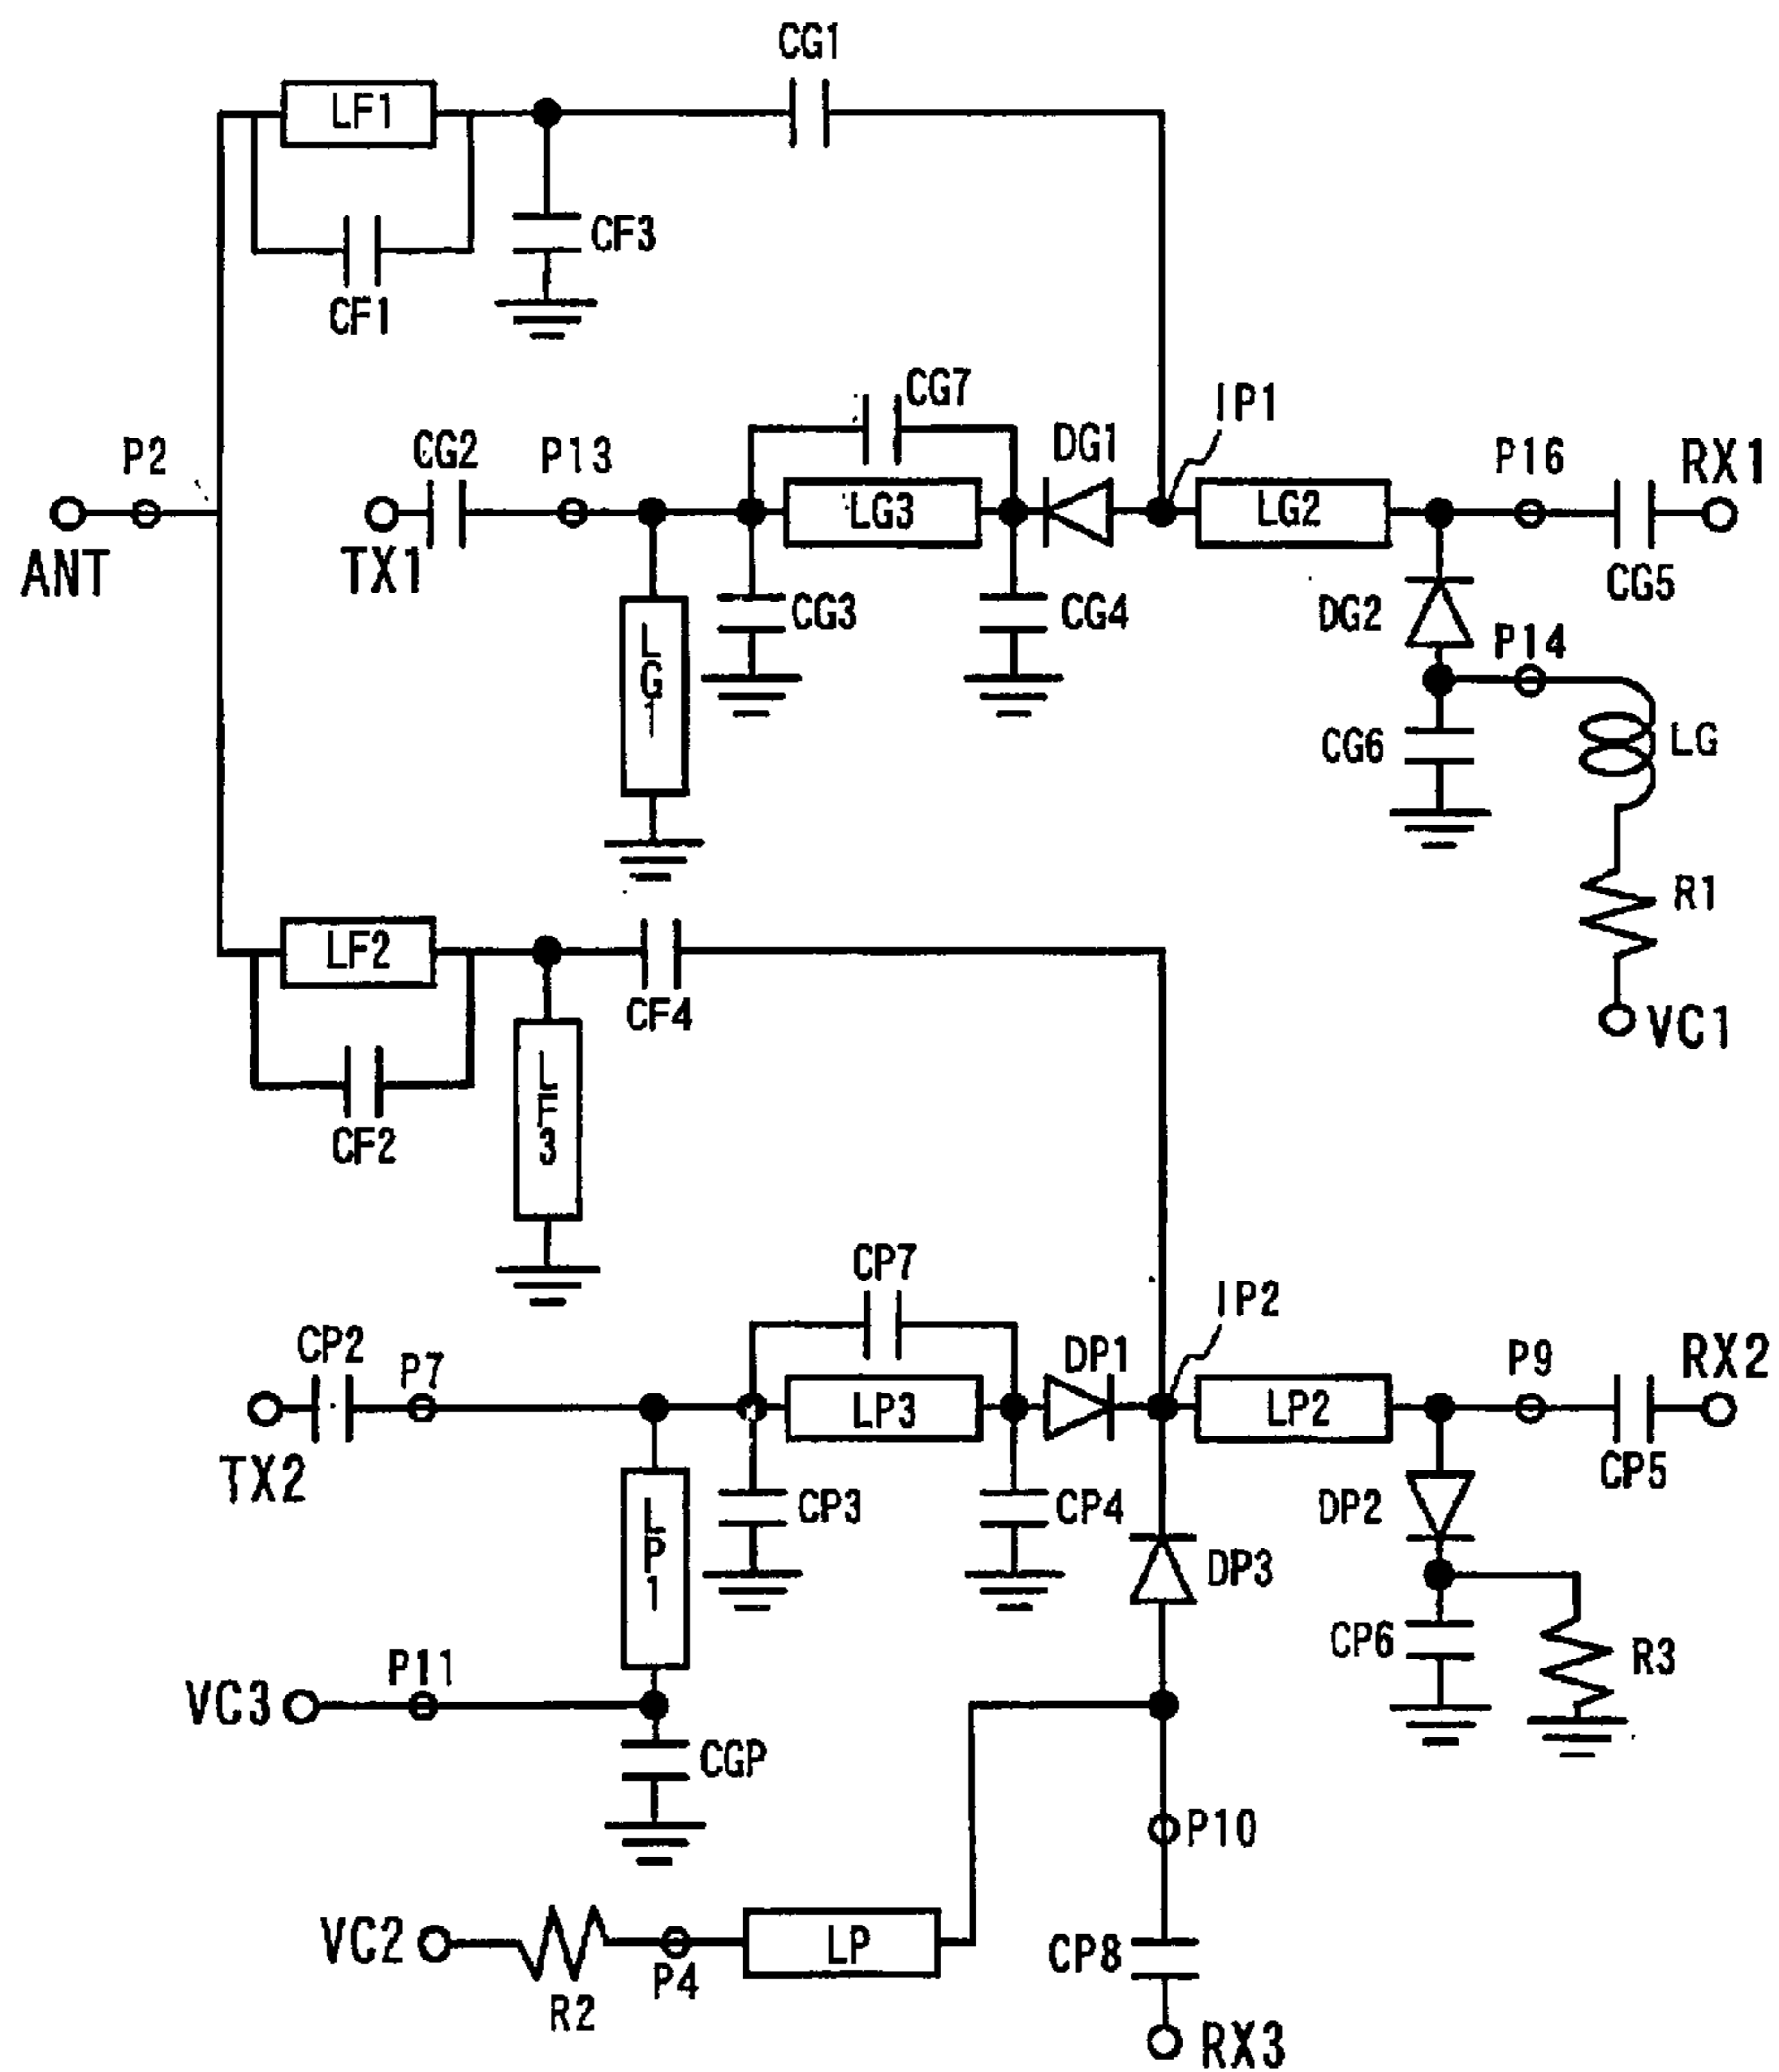 CG1
LF1
CF3
CF1
CG7
IP1
P2
CG2
P13
DG1
P16
RX1
LG3
LG2
ANT
TX1
CG3
CG4
DG2
CG5
P14
LG1
CG6
LG
R1
LF2
CF4
VC1
LF3
CF2
CP7
IP2
CP2
P7
DP1
P9
RX2
LP3
LP2
TX2
CP3
CP4
DP2
CP5
LP1
DP3
CP6
R3
P11
VC3
CGP
P10
VC2
LP
CP8
P4
R2
RX3